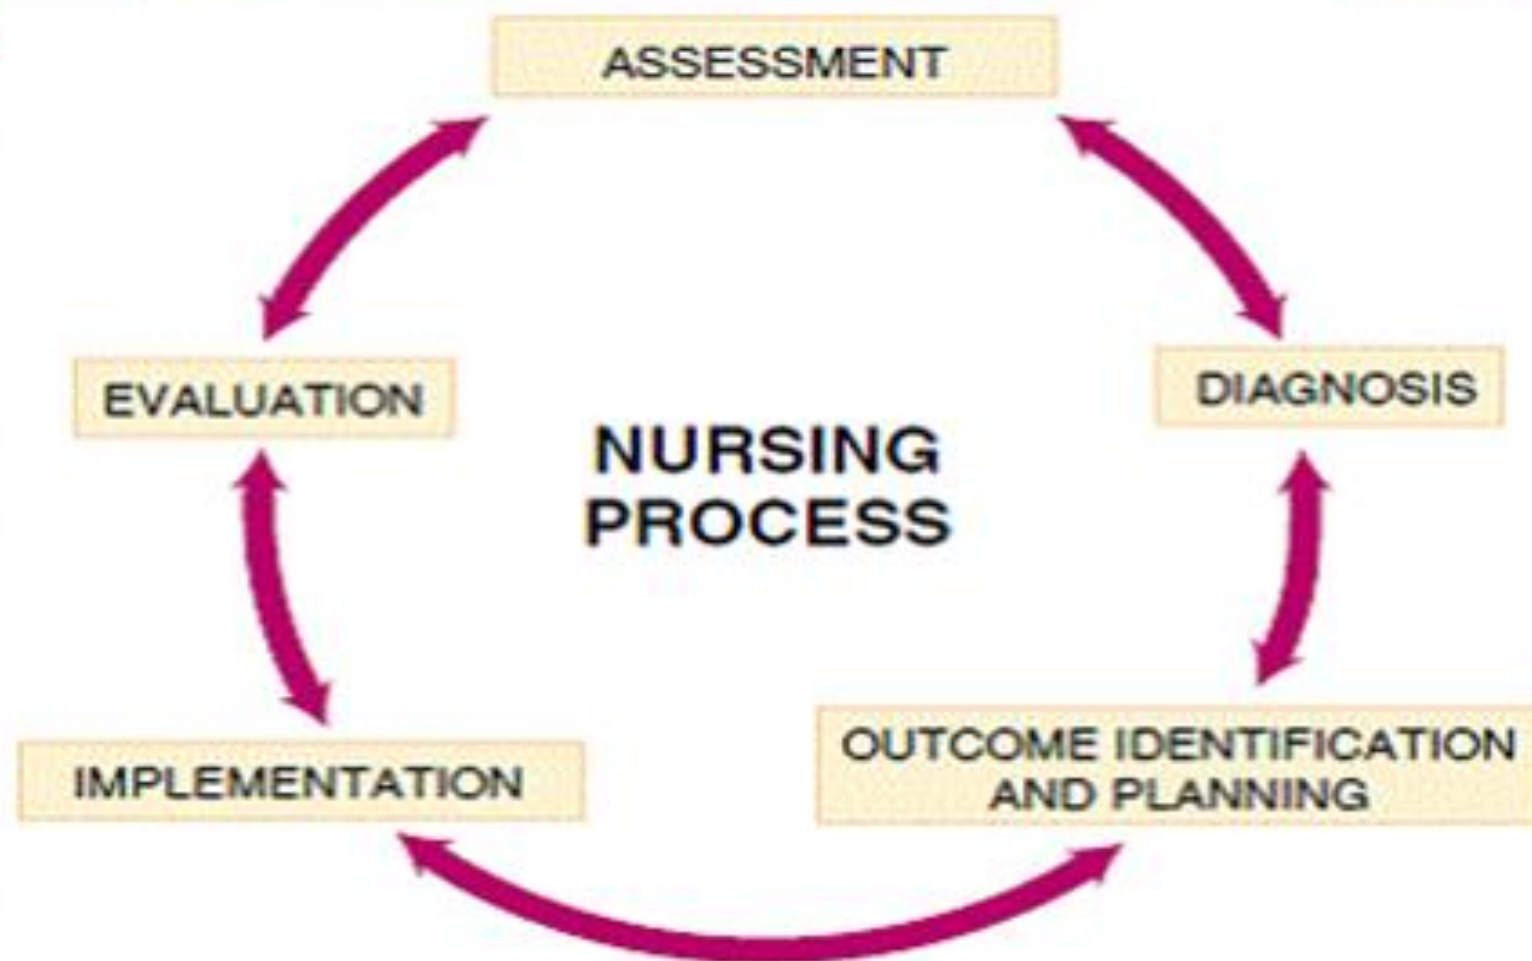 ASSESSMENT
EVALUATION
DIAGNOSIS
NURSING
PROCESS
IMPLEMENTATION
OUTCOME IDENTIFICATION
AND PLANNING